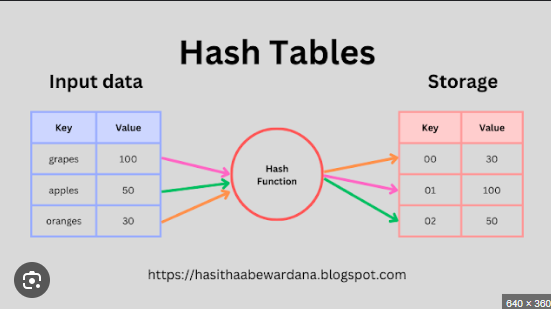 Hash Tables
Input data
Storage
Key Value
grapes 100
apples 50
oranges 30
Hash
Function
Key Value
00 30
01 100
02 50
https://hasithaabewardana.blogspot.com
640 × 360